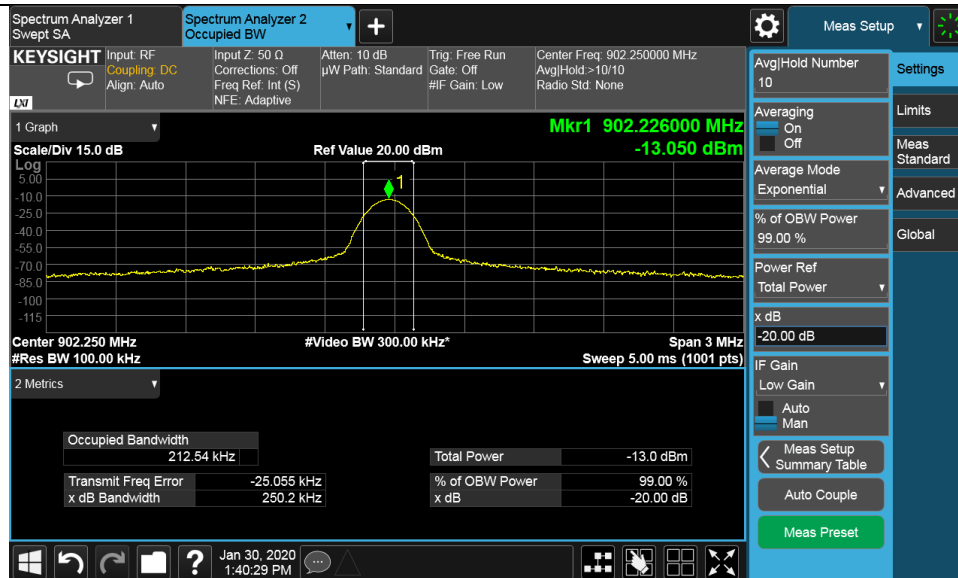 Spectrum Analyzer 1
Swept SA
Spectrum Analyzer 2
Occupied BW
Meas Setup
KEYSIGHT
LXI
Input: RF
Coupling: DC
Align: Auto
Input Z: 50 Ω
Corrections: Off
Freq Ref: Int (S)
NFE: Adaptive
Atten: 10 dB
µW Path: Standard
Trig: Free Run
Gate: Off
#IF Gain: Low
Center Freq: 902.250000 MHz
Avg|Hold:>10/10
Radio Std: None
1 Graph
Mkr1 902.226000 MHz
-13.050 dBm
Scale/Div 15.0 dB
Ref Value 20.00 dBm
Log
5.00
-10.0
-25.0
-40.0
-55.0
-70.0
-85.0
-100
-115
1
Center 902.250 MHz
#Video BW 300.00 kHz*
Span 3 MHz
#Res BW 100.00 kHz
Sweep 5.00 ms (1001 pts)
2 Metrics
Occupied Bandwidth
212.54 kHz
Total Power -13.0 dBm
Transmit Freq Error -25.055 kHz
% of OBW Power 99.00 %
x dB Bandwidth 250.2 kHz
x dB -20.00 dB
Avg|Hold Number
10
Averaging
On
Off
Average Mode
Exponential
% of OBW Power
99.00 %
Power Ref
Total Power
x dB
-20.00 dB
IF Gain
Low Gain
Auto
Man
Meas Setup
Summary Table
Auto Couple
Meas Preset
Settings
Limits
Meas
Standard
Advanced
Global
Jan 30, 2020
1:40:29 PM